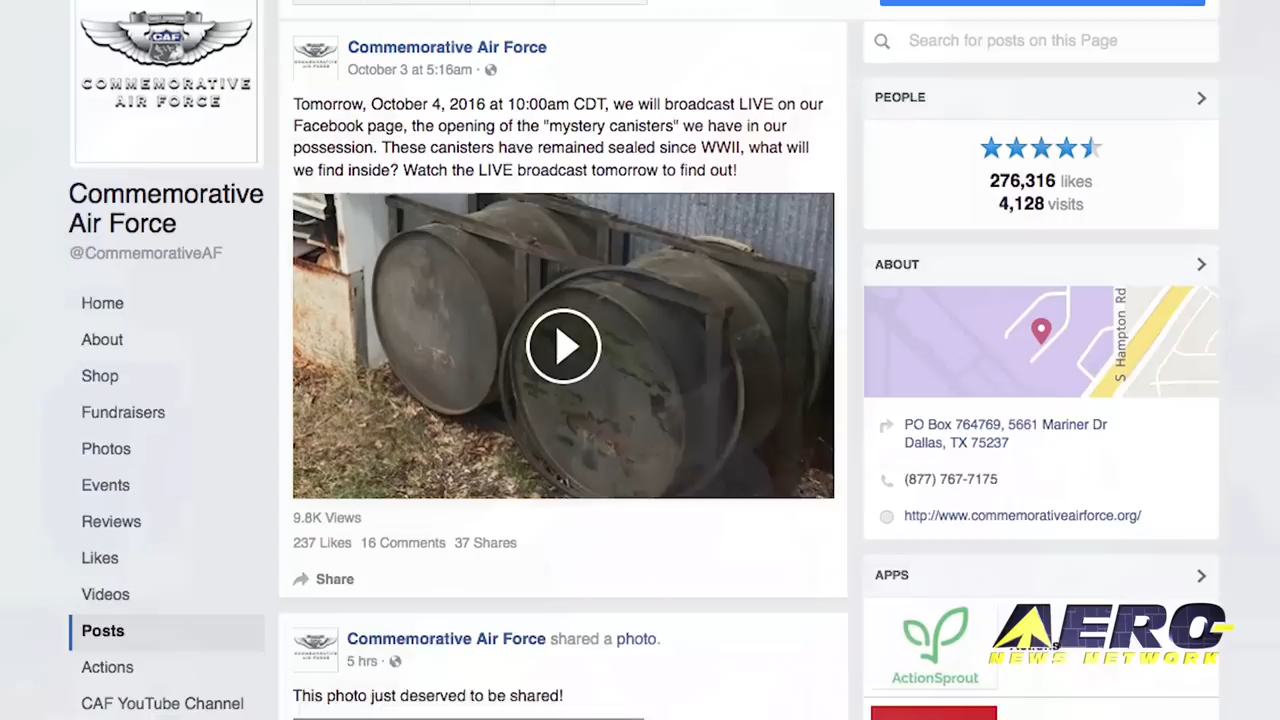 CAF
COMMEMORATIVE
AIR FORCE
Commemorative
Air Force
@CommemorativeAF
Home
About
Shop
Fundraisers
Photos
Events
Reviews
Likes
Videos
Posts
Actions
CAF YouTube Channel
Commemorative Air Force
October 3 at 5:16am ·
Tomorrow, October 4, 2016 at 10:00am CDT, we will broadcast LIVE on our
Facebook page, the opening of the "mystery canisters" we have in our
possession. These canisters have remained sealed since WWII, what will
we find inside? Watch the LIVE broadcast tomorrow to find out!
9.8K Views
237 Likes 16 Comments 37 Shares
Share
Commemorative Air Force shared a photo.
5 hrs ·
This photo just deserved to be shared!
Search for posts on this Page
PEOPLE
276,316 likes
4,128 visits
ABOUT
S Hampton Rd
PO Box 764769, 5661 Mariner Dr
Dallas, TX 75237
(877) 767-7175
http://www.commemorativeairforce.org/
APPS
ActionSprout
AERO
NEWS NETWORK